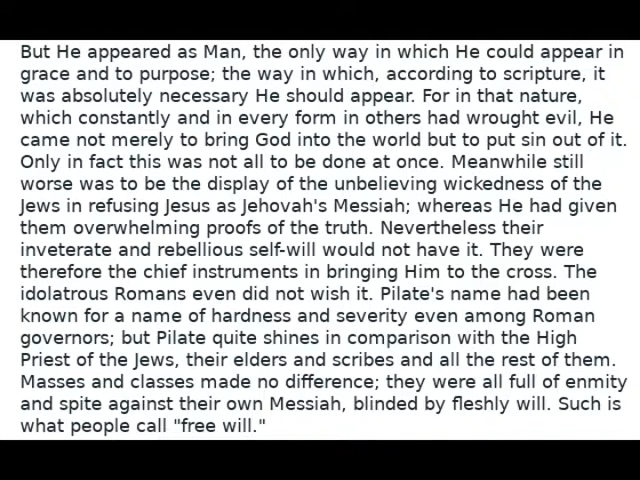 But He appeared as Man, the only way in which He could appear in
grace and to purpose; the way in which, according to scripture, it
was absolutely necessary He should appear. For in that nature,
which constantly and in every form in others had wrought evil, He
came not merely to bring God into the world but to put sin out of it.
Only in fact this was not all to be done at once. Meanwhile still
worse was to be the display of the unbelieving wickedness of the
Jews in refusing Jesus as Jehovah's Messiah; whereas He had given
them overwhelming proofs of the truth. Nevertheless their
inveterate and rebellious self-will would not have it. They were
therefore the chief instruments in bringing Him to the cross. The
idolatrous Romans even did not wish it. Pilate's name had been
known for a name of hardness and severity even among Roman
governors; but Pilate quite shines in comparison with the High
Priest of the Jews, their elders and scribes and all the rest of them.
Masses and classes made no difference; they were all full of enmity
and spite against their own Messiah, blinded by fleshly will. Such is
what people call "free will."